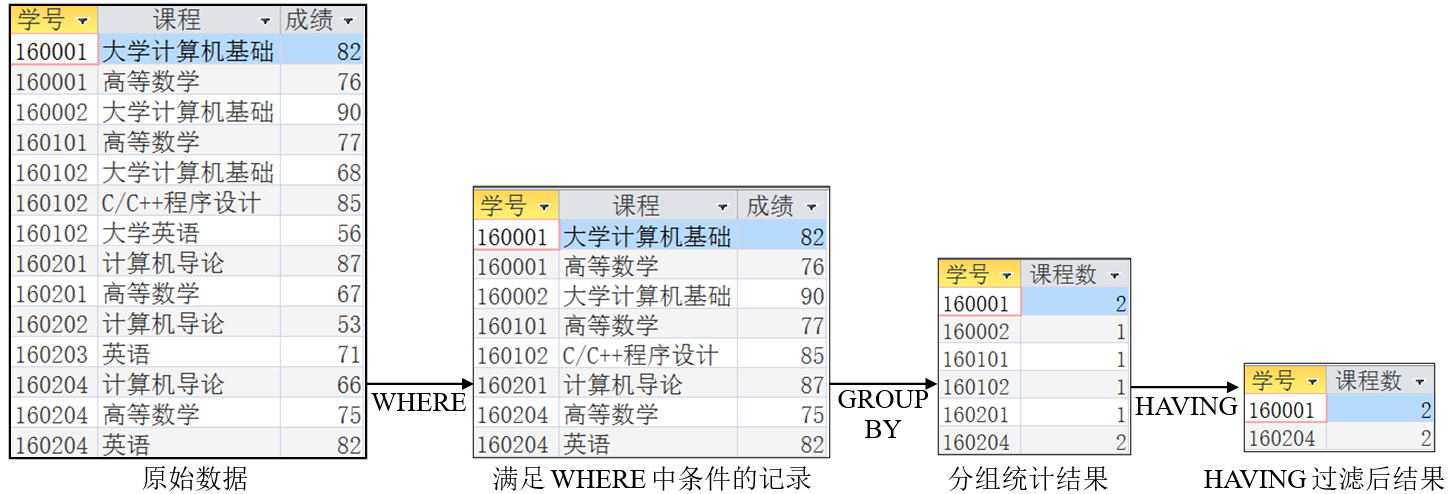 学号 课程 成绩
160001 大学计算机基础 82
160001 高等数学 76
160002 大学计算机基础 90
160101 高等数学 77
160102 大学计算机基础 68
160102 C/C++程序设计 85
160102 大学英语 56
160201 计算机导论 87
160201 高等数学 67
160202 计算机导论 53
160203 英语 71
160204 计算机导论 66
160204 高等数学 75
160204 英语 82
原始数据
WHERE
学号 课程 成绩
160001 大学计算机基础 82
160001 高等数学 76
160002 大学计算机基础 90
160101 高等数学 77
160102 C/C++程序设计 85
160201 计算机导论 87
160204 高等数学 75
160204 英语 82
满足 WHERE 中条件的记录
GROUP
BY
学号 课程数
160001 2
160002 1
160101 1
160102 1
160201 1
160204 2
分组统计结果
HAVING
学号 课程数
160001 2
160204 2
HAVING 过滤后结果